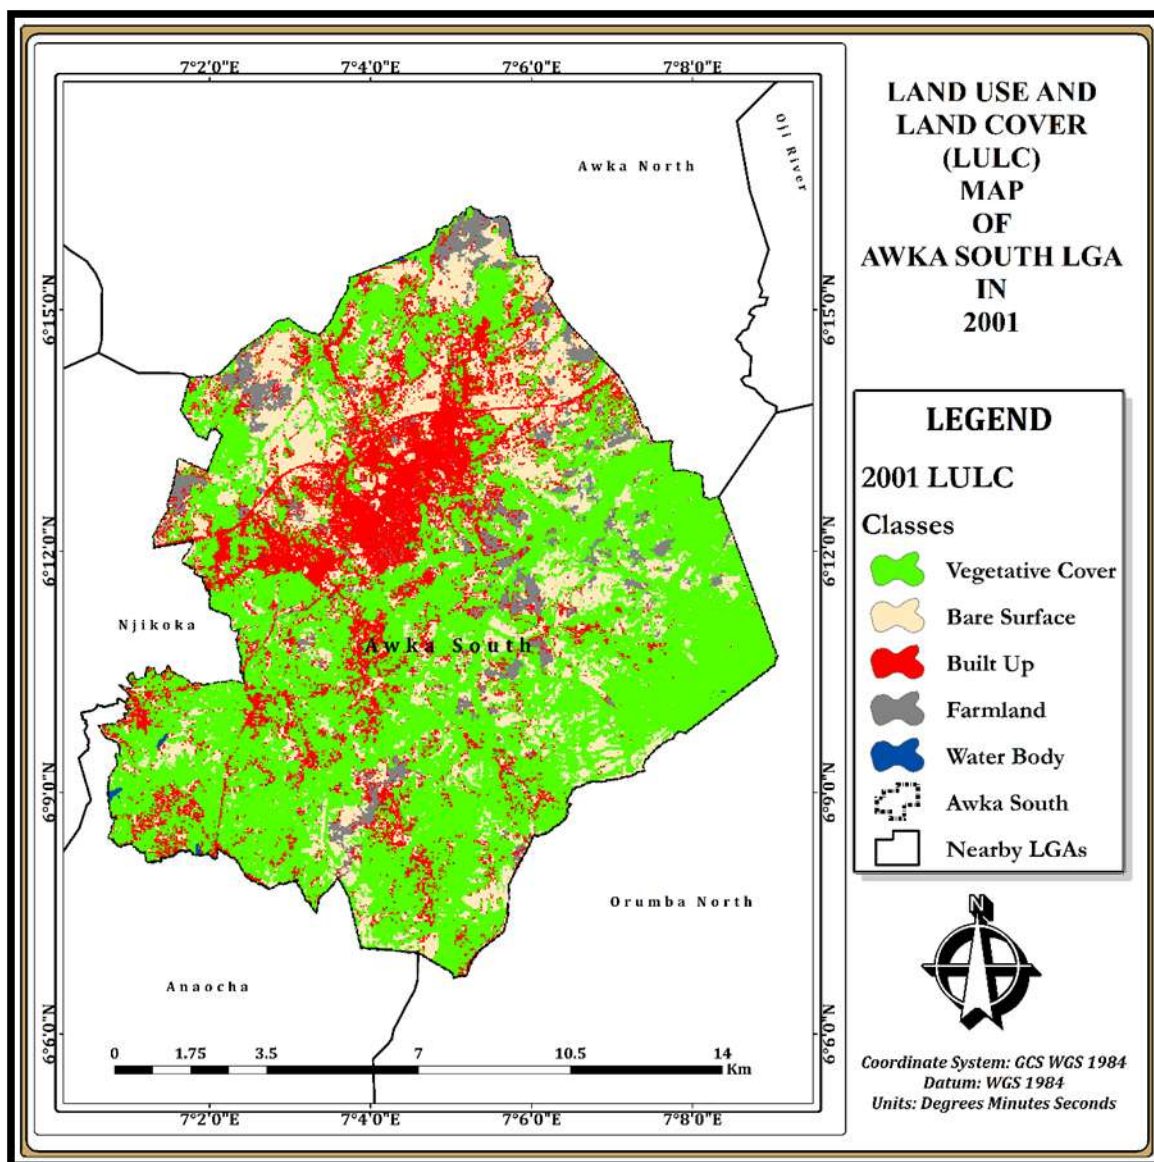 7°2'0"E 7°4'0"E 7°6'0"E 7°8'0"E
LAND USE AND
LAND COVER
(LULC)
MAP
OF
AWKA SOUTH LGA
IN
2001
Oji River
Awka North
6°15'0"N 6°15'0"N
6°12'0"N 6°12'0"N
Njikoka
Awka South
6°9'0"N 6°9'0"N
Orumba North
Anaocha
6°6'0"N 6°6'0"N
0 1.75 3.5 7 10.5 14
Km
7°2'0"E 7°4'0"E 7°6'0"E 7°8'0"E
LEGEND
2001 LULC
Classes
Vegetative Cover
Bare Surface
Built Up
Farmland
Water Body
Awka South
Nearby LGAs
N
Coordinate System: GCS WGS 1984
Datum: WGS 1984
Units: Degrees Minutes Seconds